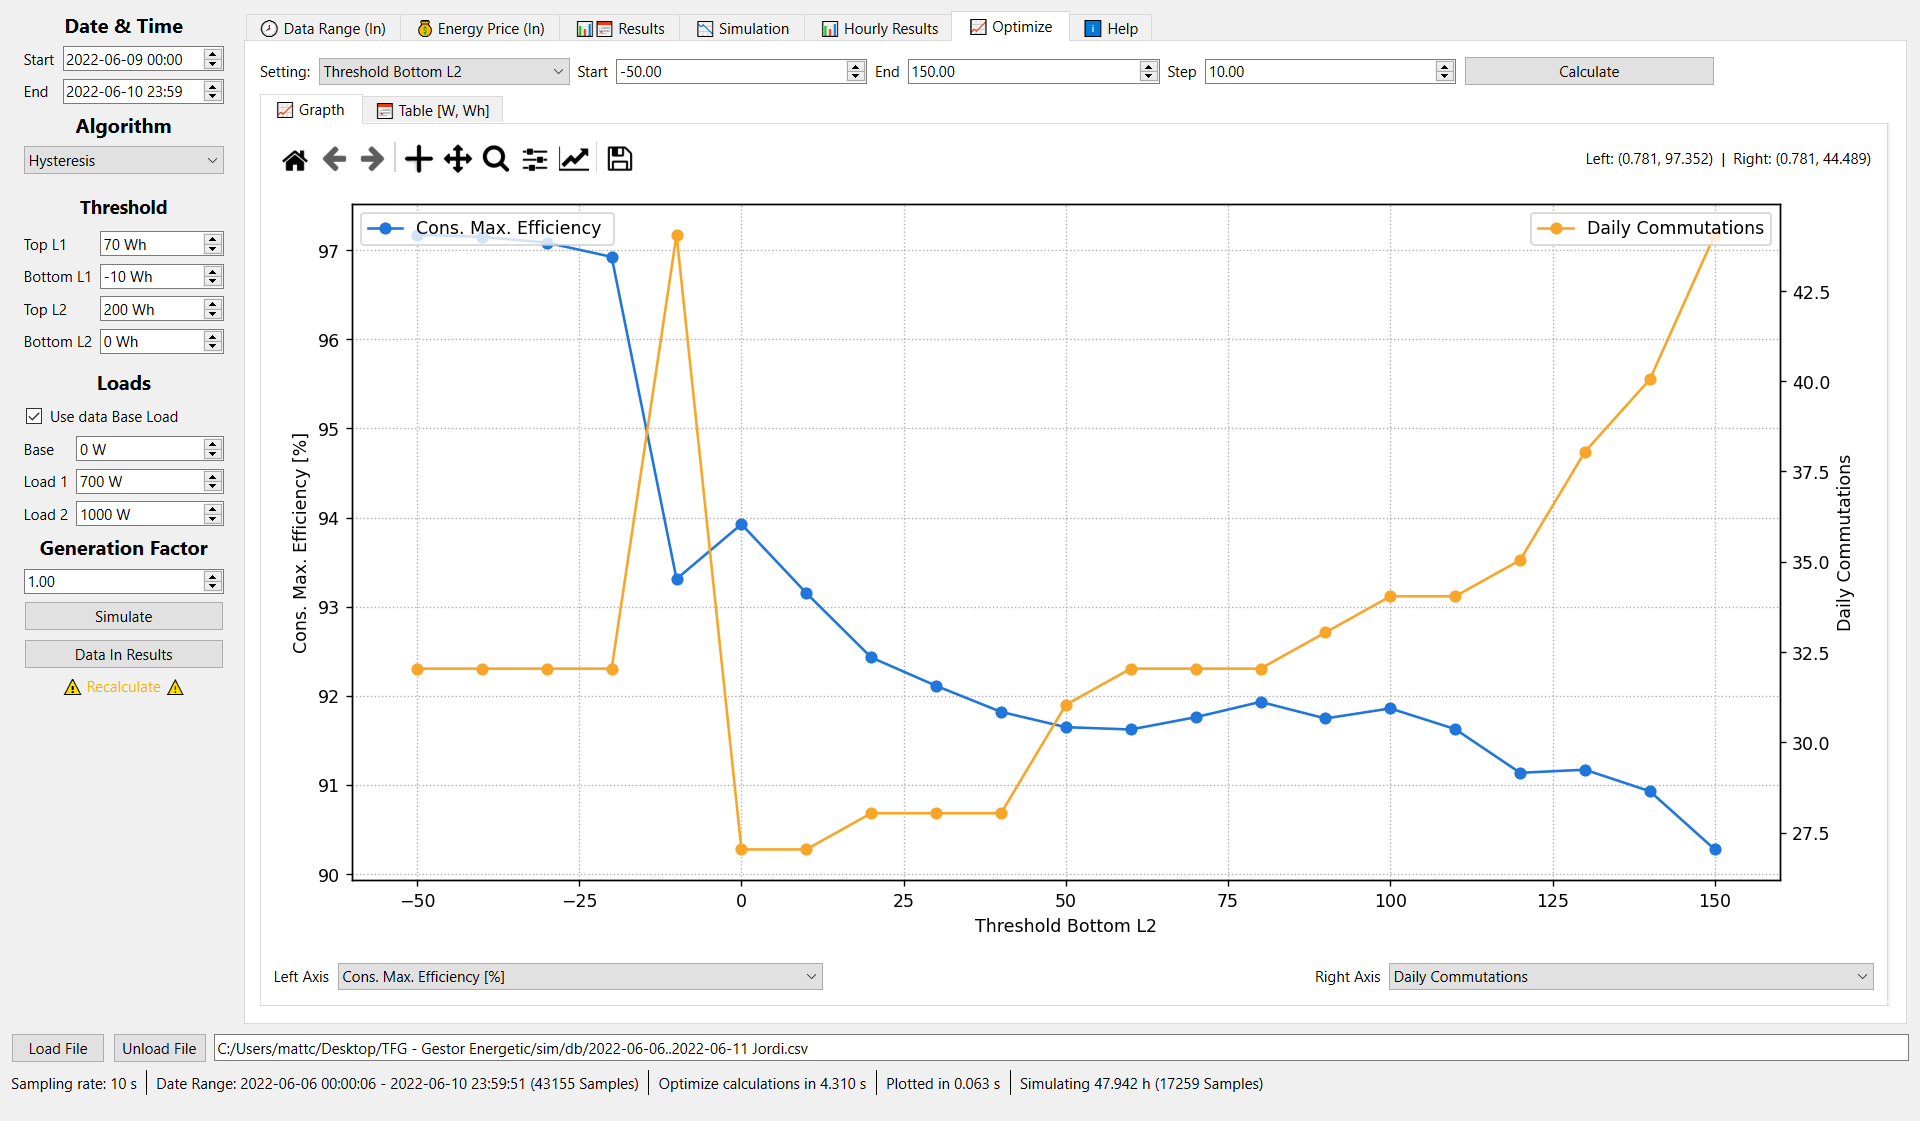 Date & Time
Start 2022-06-09 00:00
End 2022-06-10 23:59
Algorithm
Hysteresis
Threshold
Top L1 70 Wh
Bottom L1 -10 Wh
Top L2 200 Wh
Bottom L2 0 Wh
Loads
Use data Base Load
Base 0 W
Load 1 700 W
Load 2 1000 W
Generation Factor
1.00
Simulate
Data In Results
Recalculate
Data Range (In) Energy Price (In) Results Simulation Hourly Results Optimize Help
Setting: Threshold Bottom L2 Start -50.00 End 150.00 Step 10.00 Calculate
Grapth Table [W, Wh]
Left: (0.781, 97.352) | Right: (0.781, 44.489)
Cons. Max. Efficiency
Daily Commutations
97
96
95
94
93
92
91
90
Cons. Max. Efficiency [%]
42.5
40.0
37.5
35.0
32.5
30.0
27.5
Daily Commutations
−50 −25 0 25 50 75 100 125 150
Threshold Bottom L2
Left Axis Cons. Max. Efficiency [%] Right Axis Daily Commutations
Load File Unload File C:/Users/mattc/Desktop/TFG - Gestor Energetic/sim/db/2022-06-06..2022-06-11 Jordi.csv
Sampling rate: 10 s Date Range: 2022-06-06 00:00:06 - 2022-06-10 23:59:51 (43155 Samples) Optimize calculations in 4.310 s Plotted in 0.063 s Simulating 47.942 h (17259 Samples)